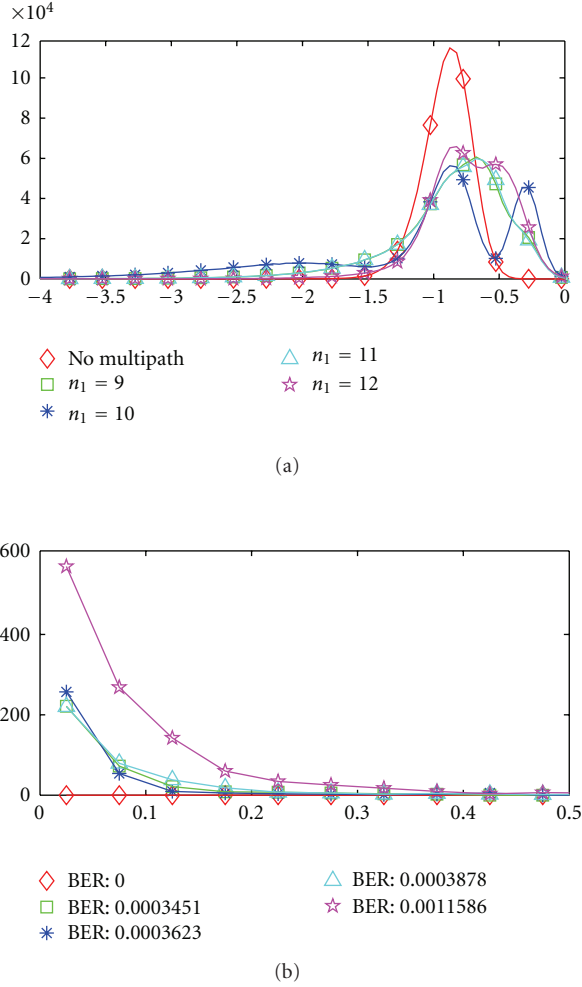 ×10⁴
12
10
8
6
4
2
0
−4 −3.5 −3 −2.5 −2 −1.5 −1 −0.5 0
No multipath
n₁ = 9
n₁ = 10
n₁ = 11
n₁ = 12
(a)
600
400
200
0
0 0.1 0.2 0.3 0.4 0.5
BER: 0
BER: 0.0003451
BER: 0.0003623
BER: 0.0003878
BER: 0.0011586
(b)